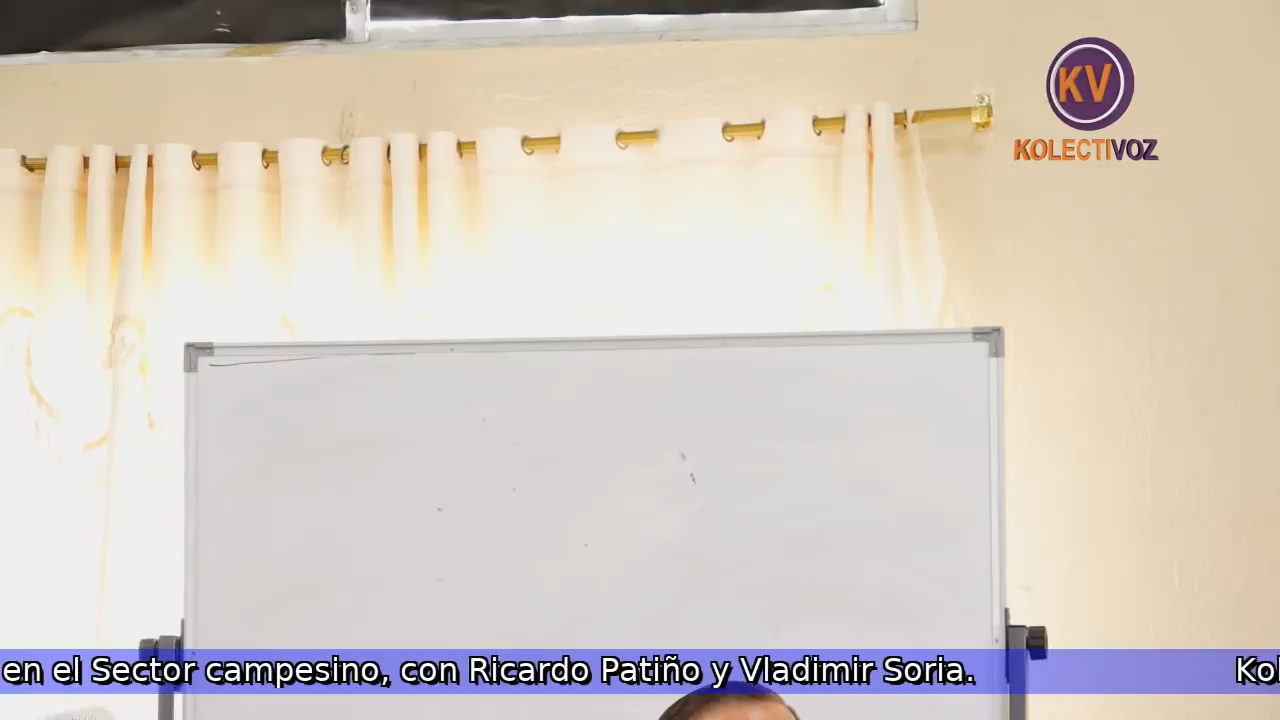 KV
KOLECTIVOZ
en el Sector campesino, con Ricardo Patiño y Vladimir Soria.